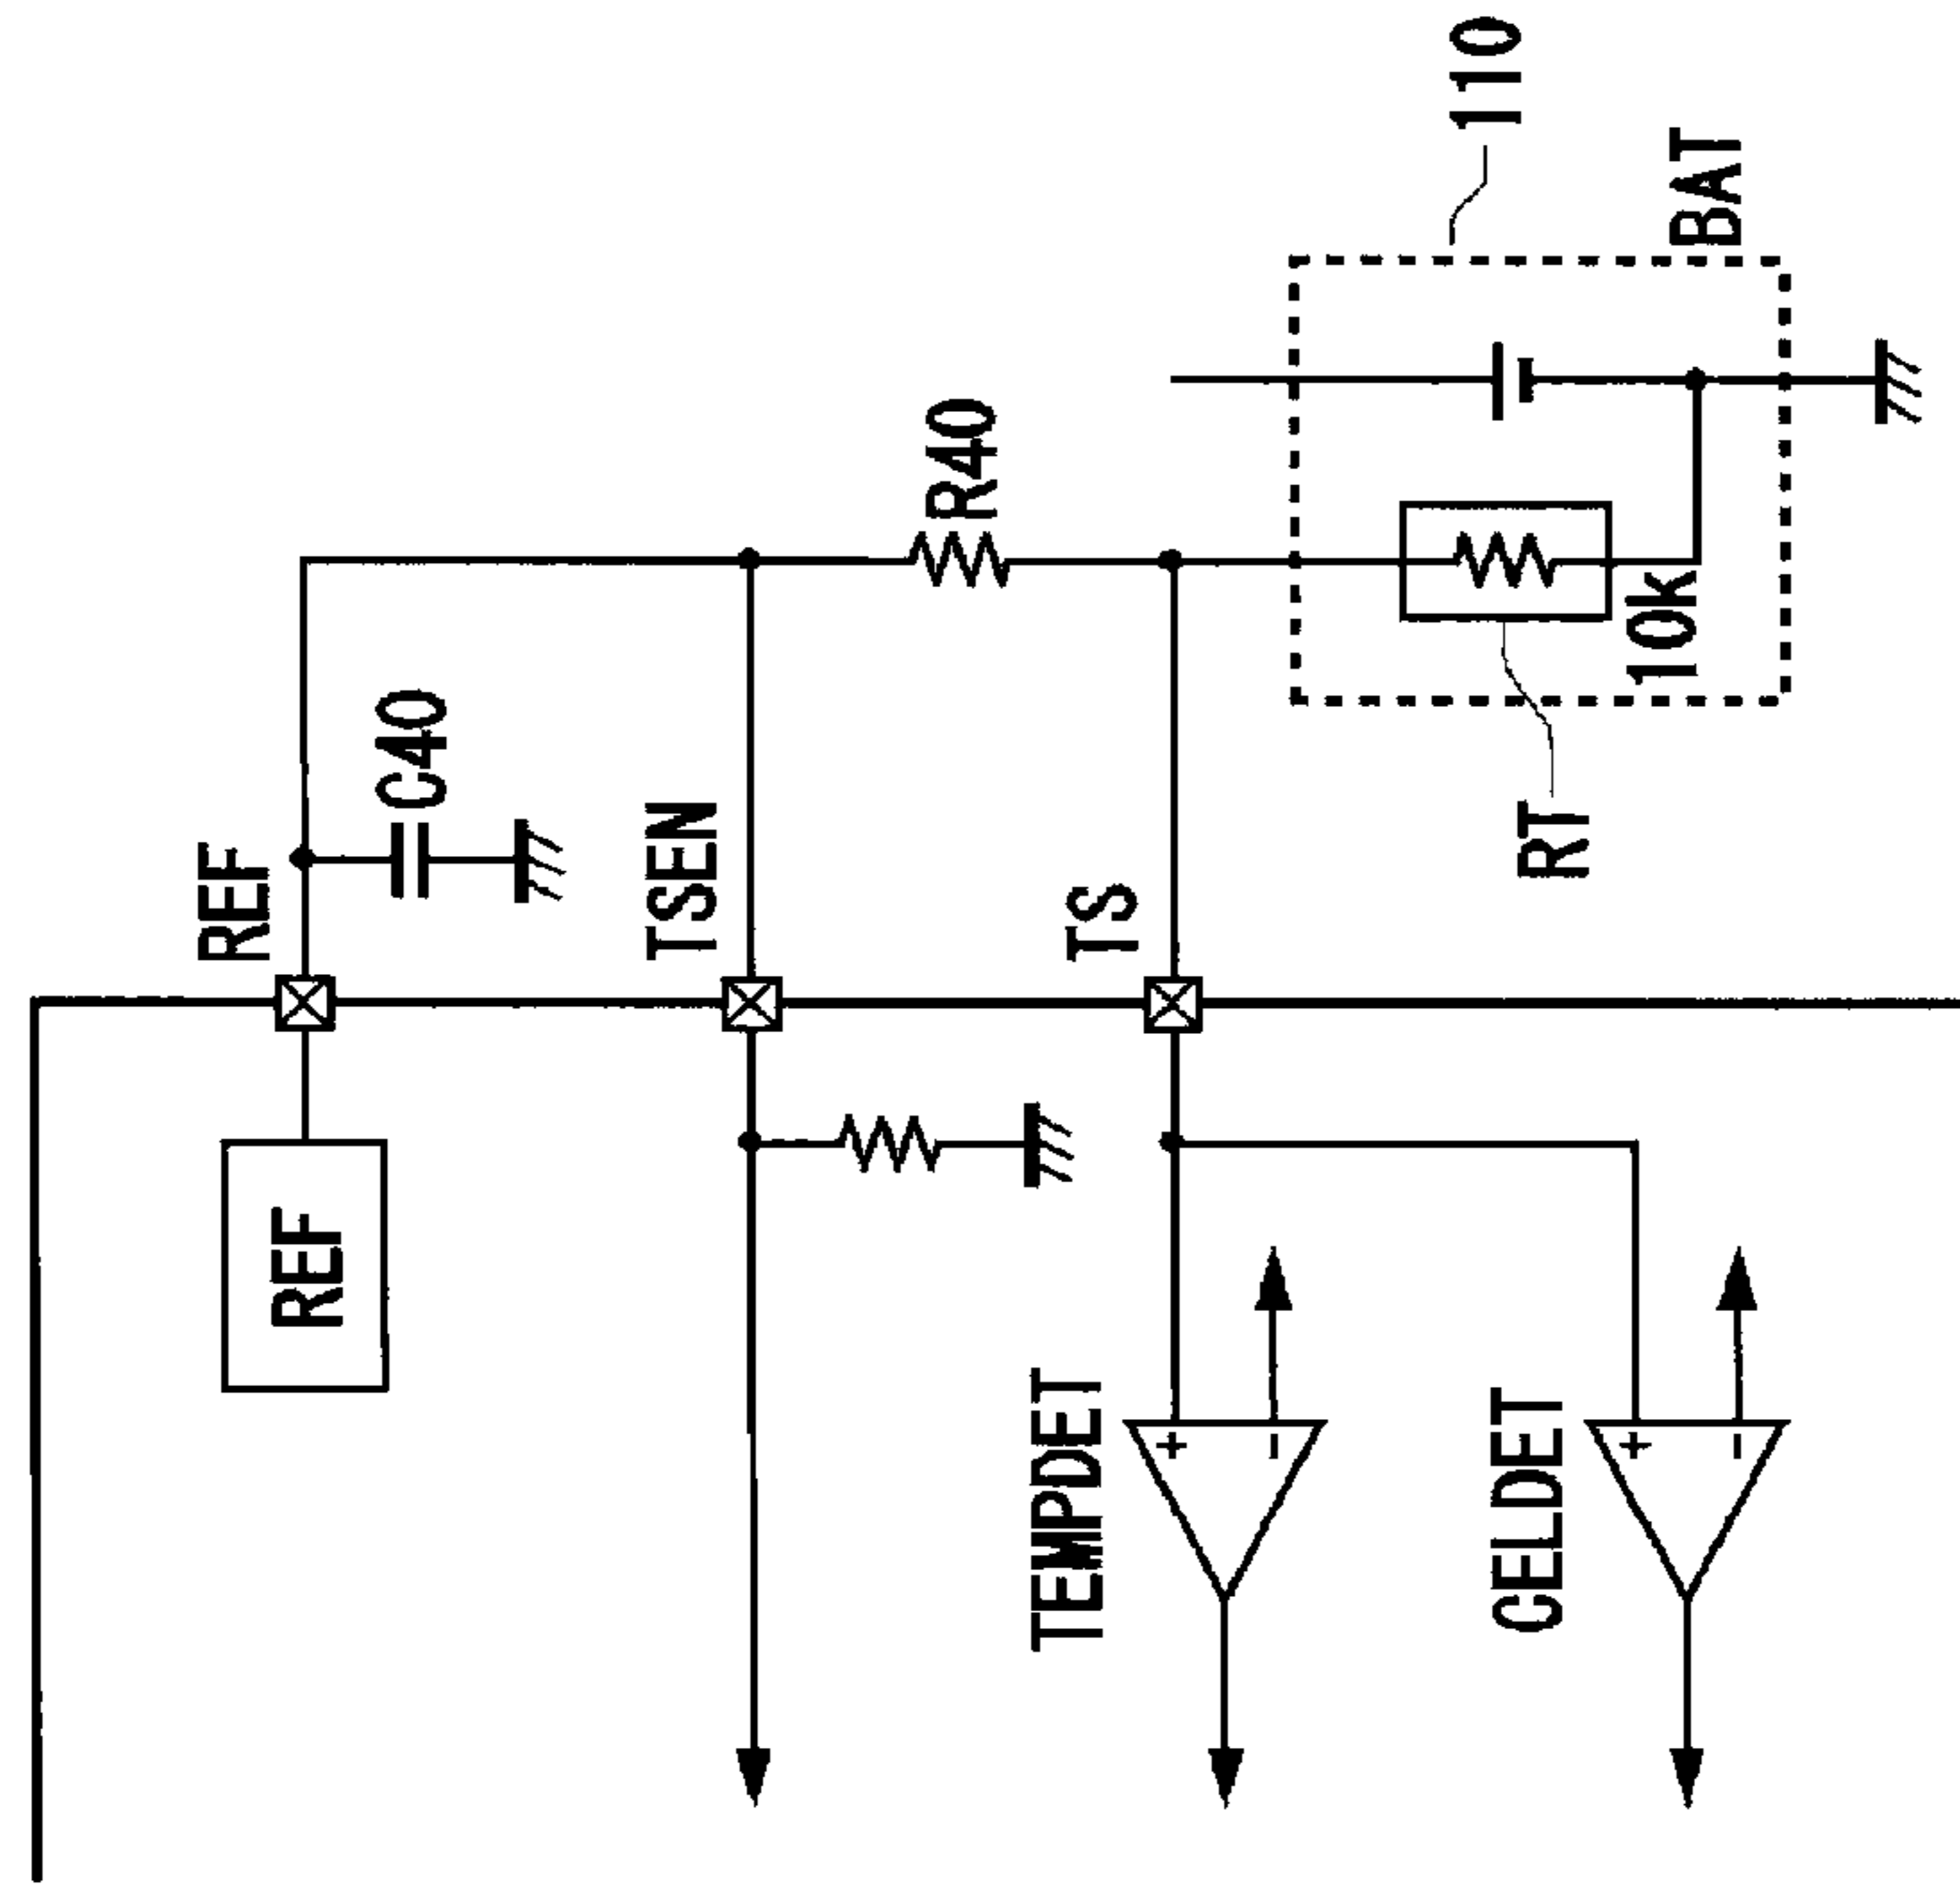 REF
C40
TSEN
R40
TS
110
BAT
10k
RT
REF
TEMPDET
+
-
CELDET
+
-